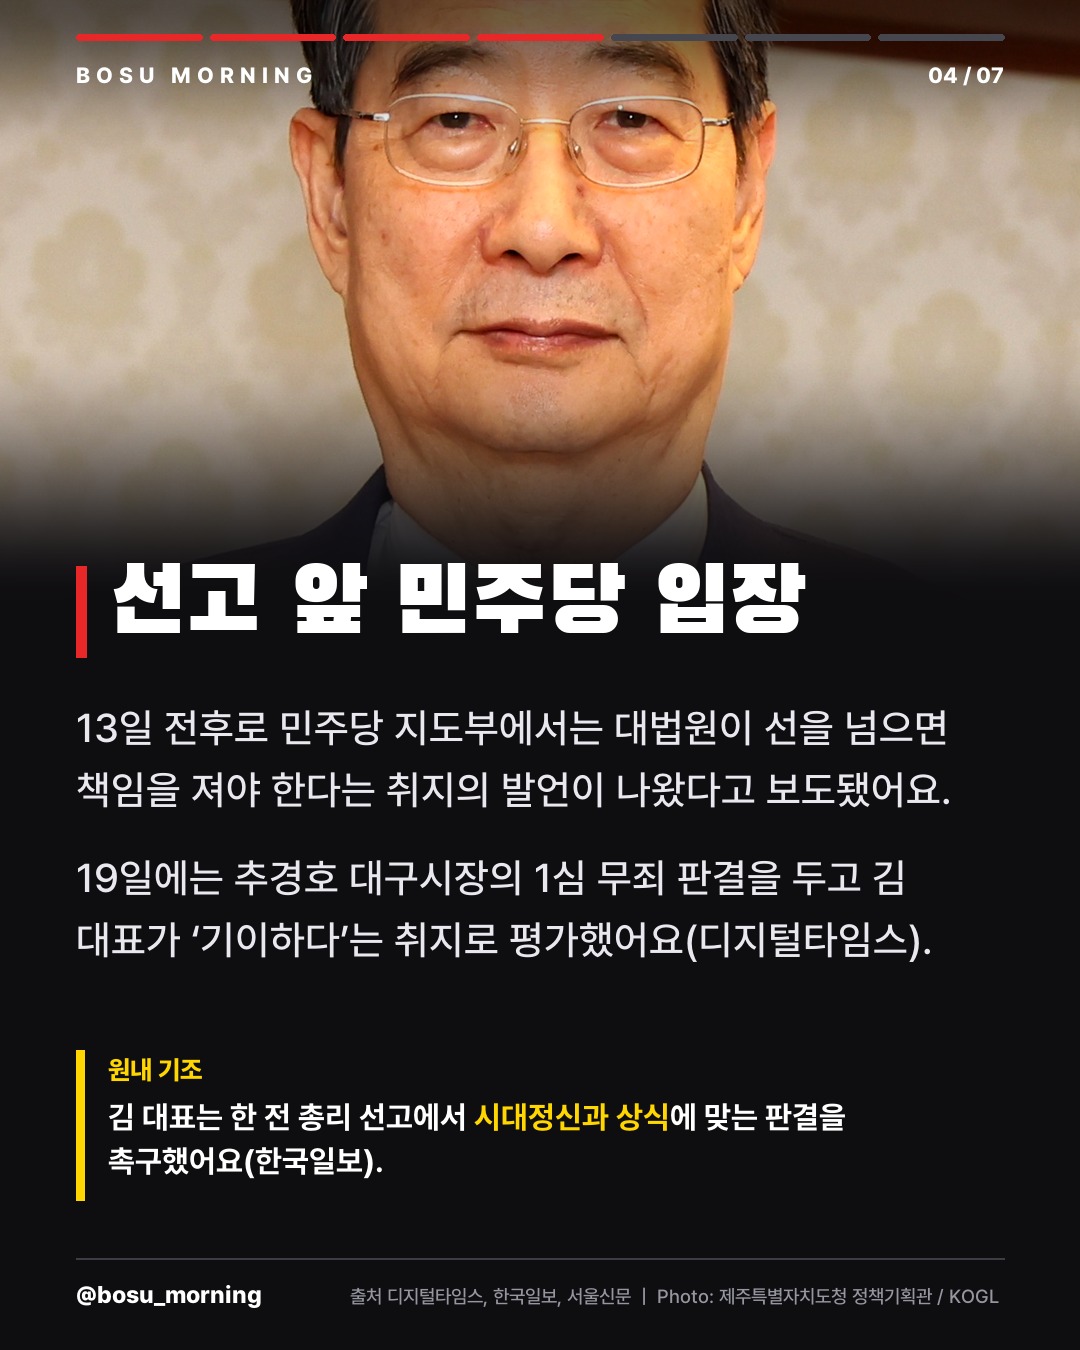 BOSU MORNING
04 / 07
선고 앞 민주당 입장
13일 전후로 민주당 지도부에서는 대법원이 선을 넘으면
책임을 져야 한다는 취지의 발언이 나왔다고 보도됐어요.
19일에는 추경호 대구시장의 1심 무죄 판결을 두고 김
대표가 ‘기이하다’는 취지로 평가했어요(디지털타임스).
원내 기조
김 대표는 한 전 총리 선고에서 시대정신과 상식에 맞는 판결을
촉구했어요(한국일보).
@bosu_morning
출처 디지털타임스, 한국일보, 서울신문 | Photo: 제주특별자치도청 정책기획관 / KOGL